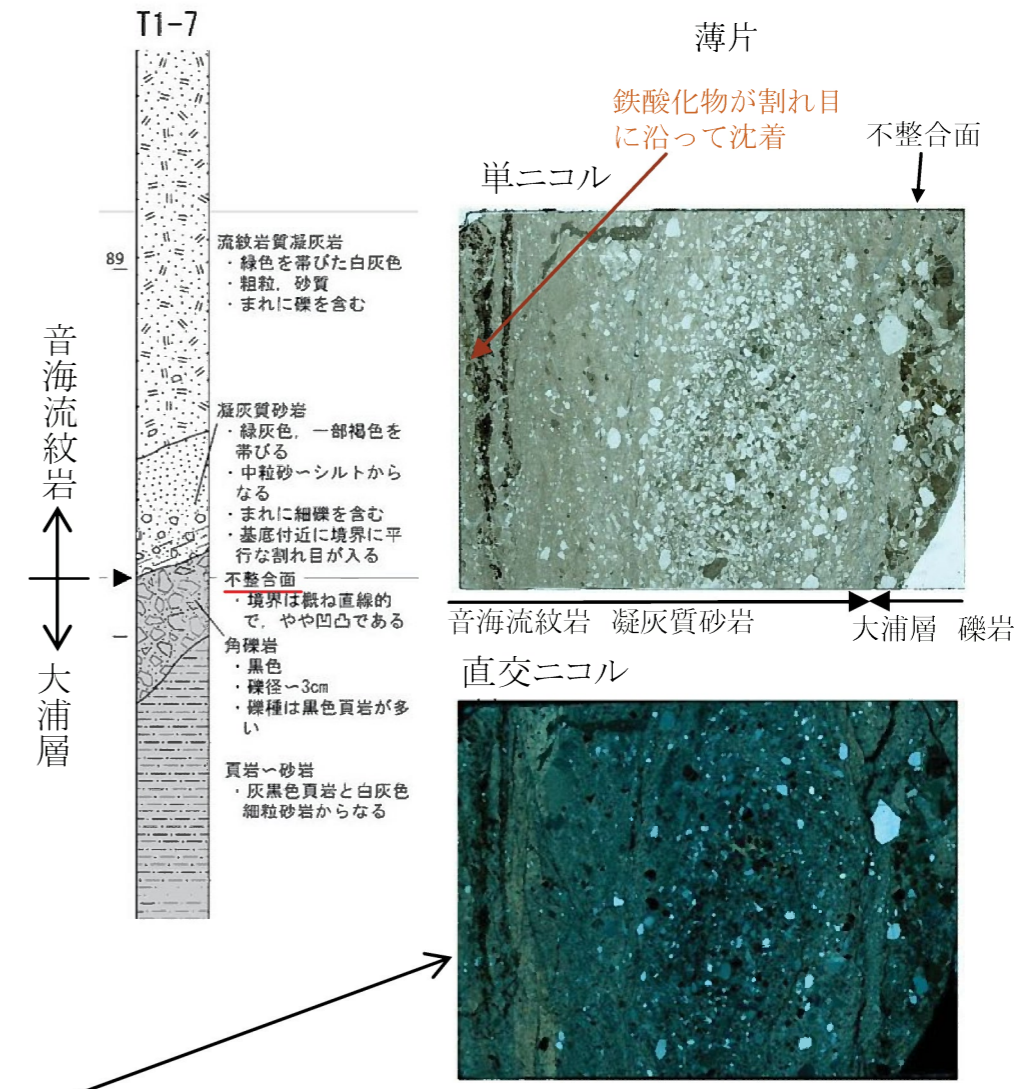 T1-7
薄片
鉄酸化物が割れ目
に沿って沈着
不整合面
単ニコル
89
流紋岩質凝灰岩
・緑色を帯びた白灰色
・粗粒，砂質
・まれに礫を含む
音海流紋岩
凝灰質砂岩
・緑灰色，一部褐色を
帯びる
・中粒砂〜シルトから
なる
・まれに細礫を含む
・基底付近に境界に平
行な割れ目が入る
不整合面
・境界は概ね直線的
で，やや凹凸である
角礫岩
・黒色
・礫径〜3cm
・礫種は黒色頁岩が多
い
大浦層
頁岩〜砂岩
・灰黒色頁岩と白灰色
細粒砂岩からなる
音海流紋岩 凝灰質砂岩
大浦層 礫岩
直交ニコル